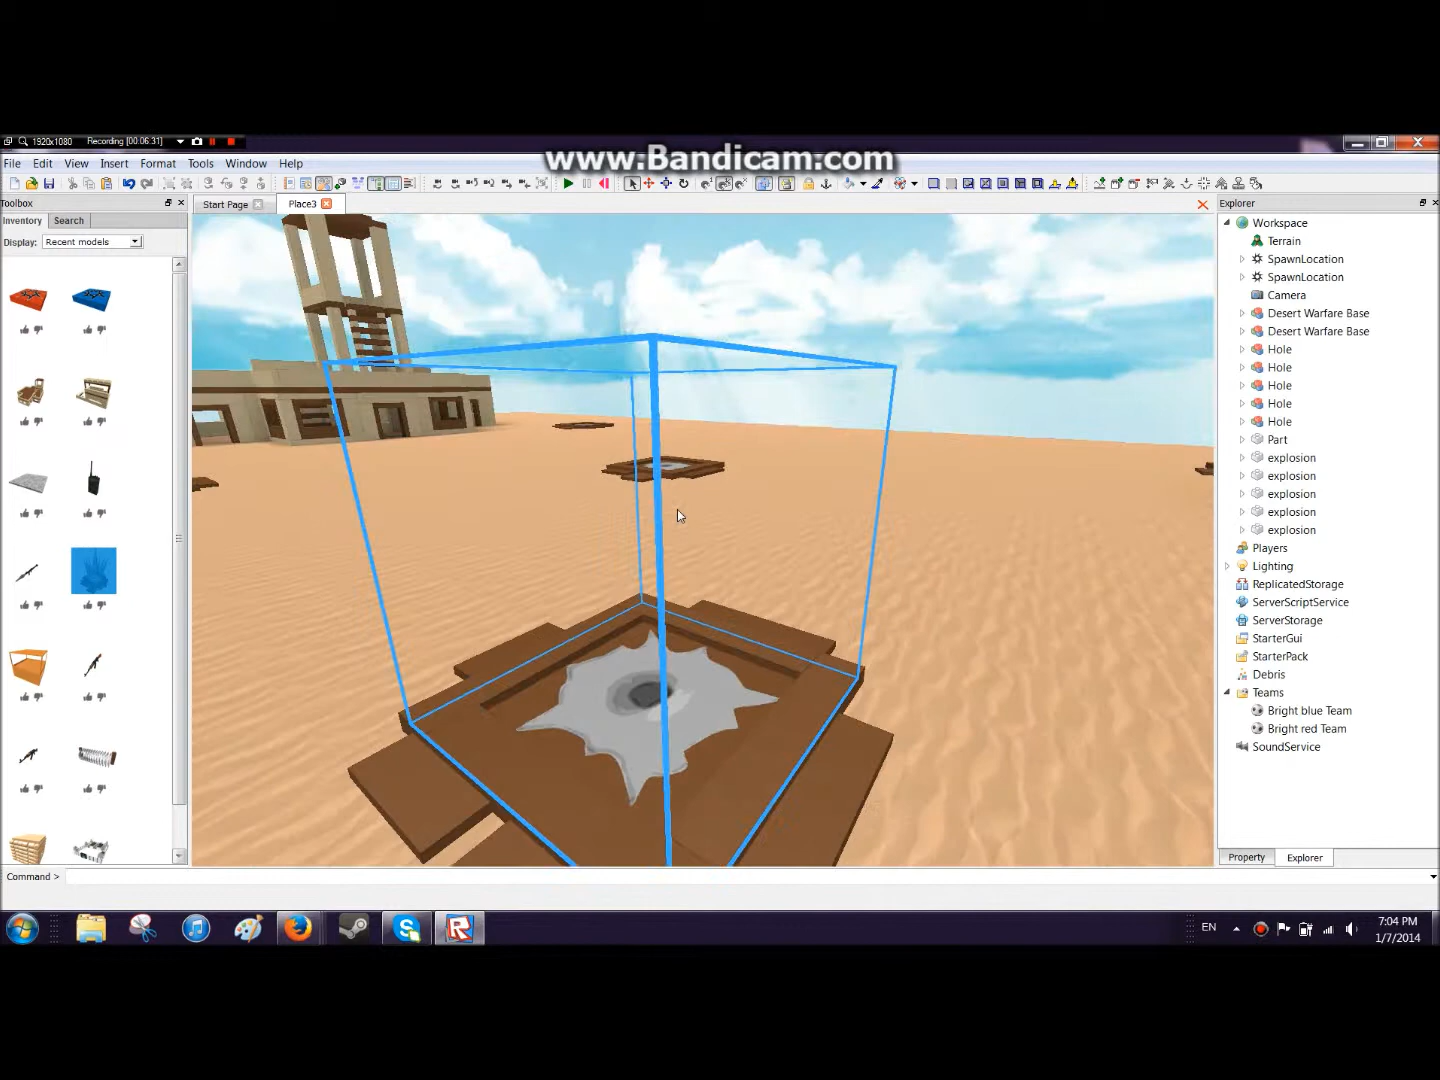 1920x1080 Recording [00:06:31]
www.Bandicam.com
File Edit View Insert Format Tools Window Help
Toolbox
Start Page Place3
Explorer
Inventory Search
Display: Recent models
Workspace
Terrain
SpawnLocation
SpawnLocation
Camera
Desert Warfare Base
Desert Warfare Base
Hole
Hole
Hole
Hole
Hole
Part
explosion
explosion
explosion
explosion
explosion
Players
Lighting
ReplicatedStorage
ServerScriptService
ServerStorage
StarterGui
StarterPack
Debris
Teams
Bright blue Team
Bright red Team
SoundService
Property Explorer
Command >
EN
7:04 PM
1/7/2014